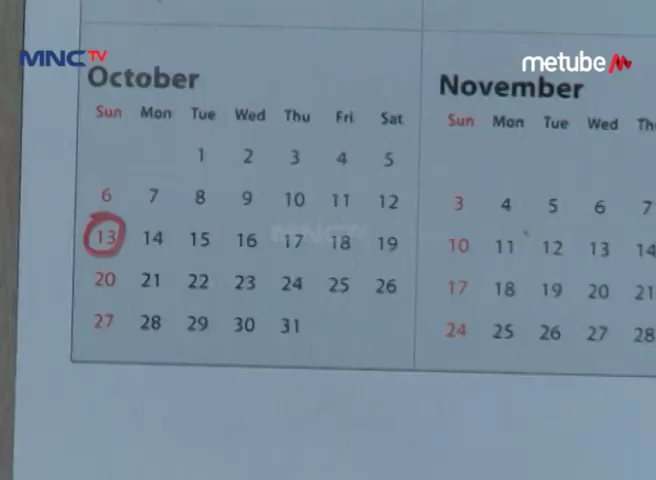 MNCTV
metube
October
Sun Mon Tue Wed Thu Fri Sat
1 2 3 4 5
6 7 8 9 10 11 12
13 14 15 16 17 18 19
20 21 22 23 24 25 26
27 28 29 30 31
November
Sun Mon Tue Wed Th
3 4 5 6 7
10 11 12 13 14
17 18 19 20 21
24 25 26 27 28